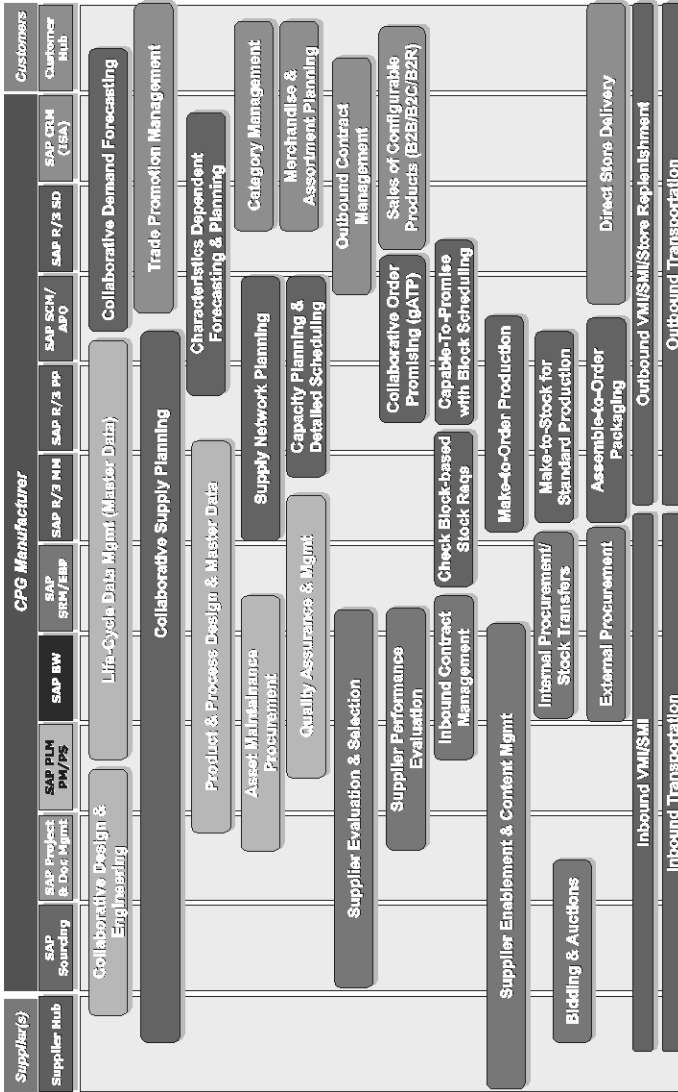 Supplier(s)
CPG Manufacturer
Customers
Supplier Hub
SAP
Sourcing
SAP Project
& Doc Mgmt
SAP PLM
PM/PS
SAP BW
SAP
SRM/EBP
SAP R/3 MM
SAP R/3 PP
SAP SCM/
APO
SAP R/3 SD
SAP CRM
(ISA)
Customer
Hub
Collaborative Design &
Engineering
Life-Cycle Data Mgmt (Master Data)
Collaborative Demand Forecasting
Collaborative Supply Planning
Trade Promotion Management
Product & Process Design & Master Data
Characteristics Dependent
Forecasting & Planning
Asset Maintainance
Procurement
Supply Network Planning
Category Management
Quality Assurance & Mgmt
Capacity Planning &
Detailed Scheduling
Merchandise &
Assortment Planning
Supplier Evaluation & Selection
Outbound Contract
Management
Supplier Performance
Evaluation
Collaborative Order
Promising (gATP)
Sales of Configurable
Products (B2B/B2C/B2R)
Inbound Contract
Management
Check Block-based
Stock Reqs
Capable-To-Promise
with Block Scheduling
Supplier Enablement & Content Mgmt
Make-to-Order Production
Bidding & Auctions
Internal Procurement/
Stock Transfers
Make-to-Stock for
Standard Production
External Procurement
Assemble-to-Order
Packaging
Direct Store Delivery
Inbound VMI/SMI
Outbound VMI/SMI/Store Replenishment
Inbound Transportation
Outbound Transportation